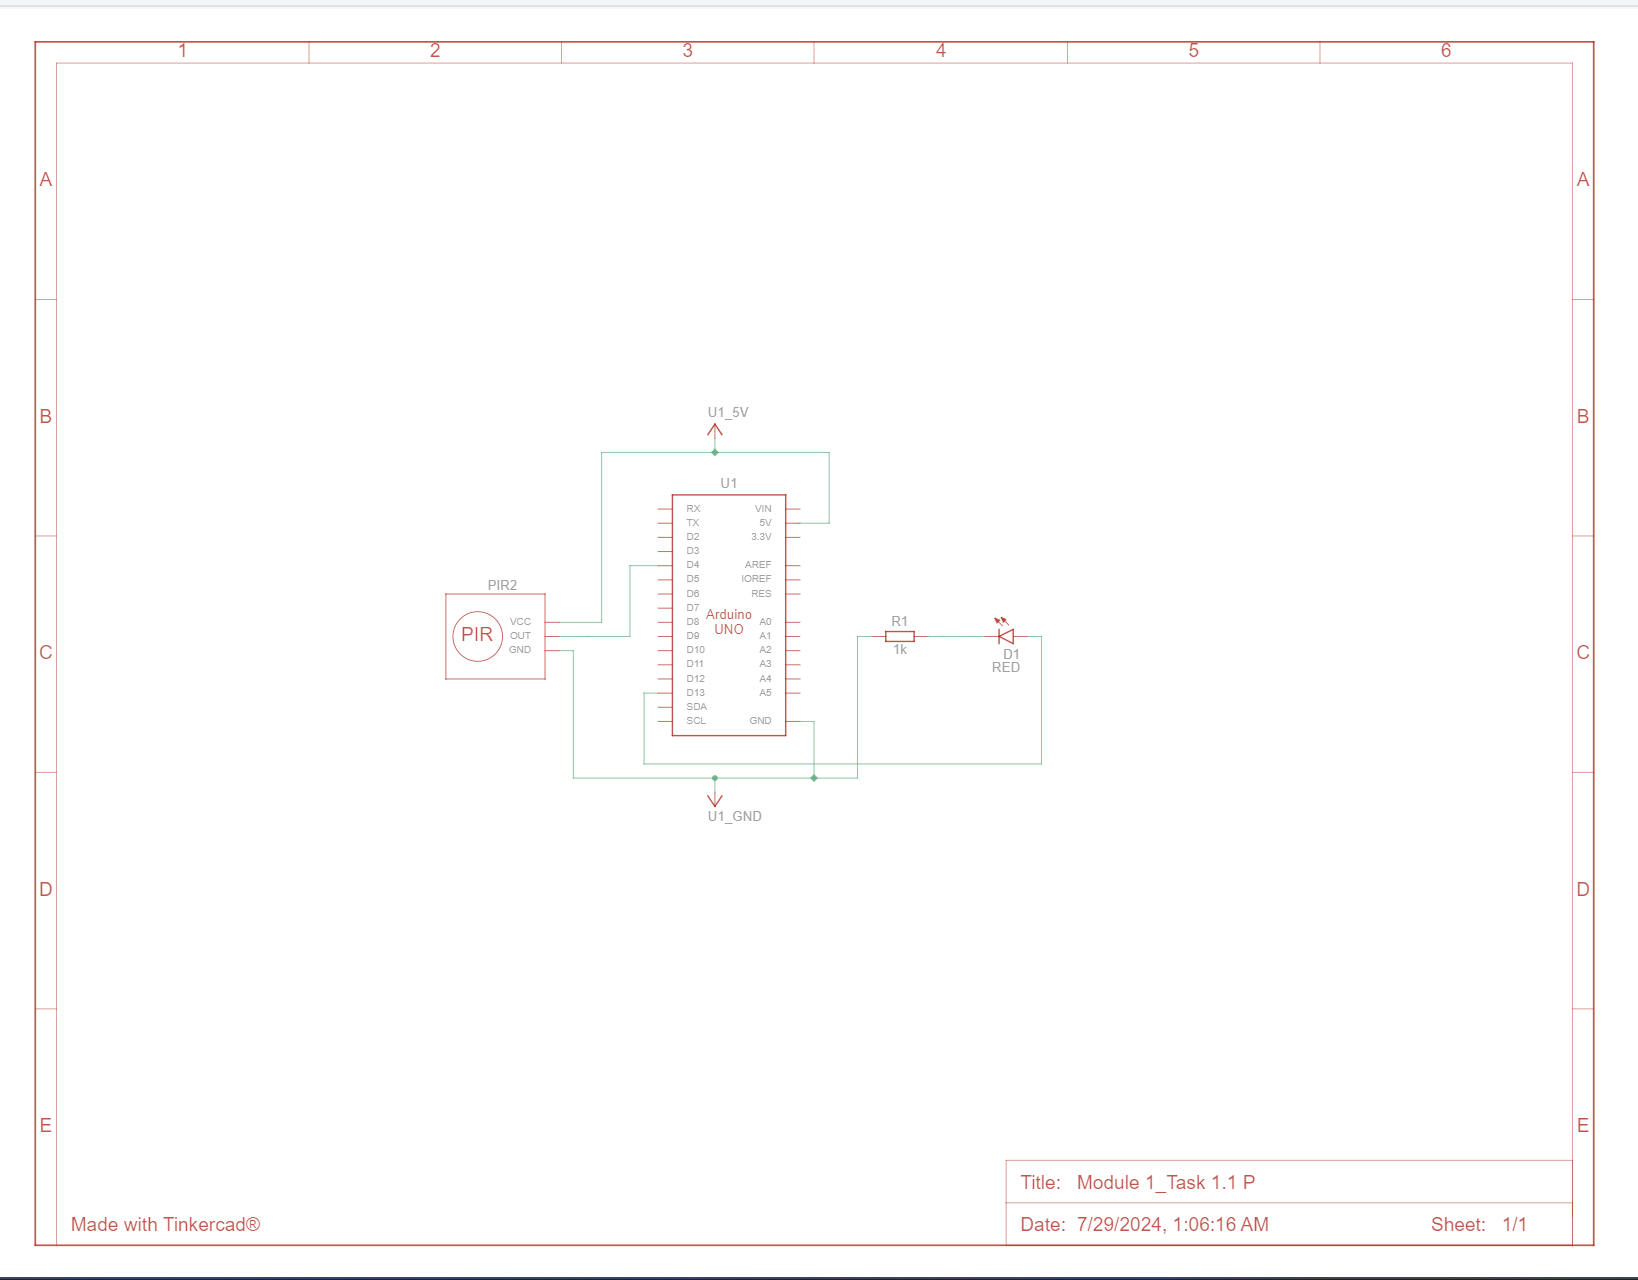 1 2 3 4 5 6
A A
B B
U1_5V
U1
RX VIN
TX 5V
D2 3.3V
D3
D4 AREF
D5 IOREF
D6 RES
D7
Arduino
UNO
D8 A0
D9 A1
D10 A2
D11 A3
D12 A4
D13 A5
SDA
SCL GND
PIR2
PIR
VCC
OUT
GND
R1
1k
D1
RED
C C
U1_GND
D D
E E
Title: Module 1_Task 1.1 P
Made with Tinkercad®
Date: 7/29/2024, 1:06:16 AM Sheet: 1/1